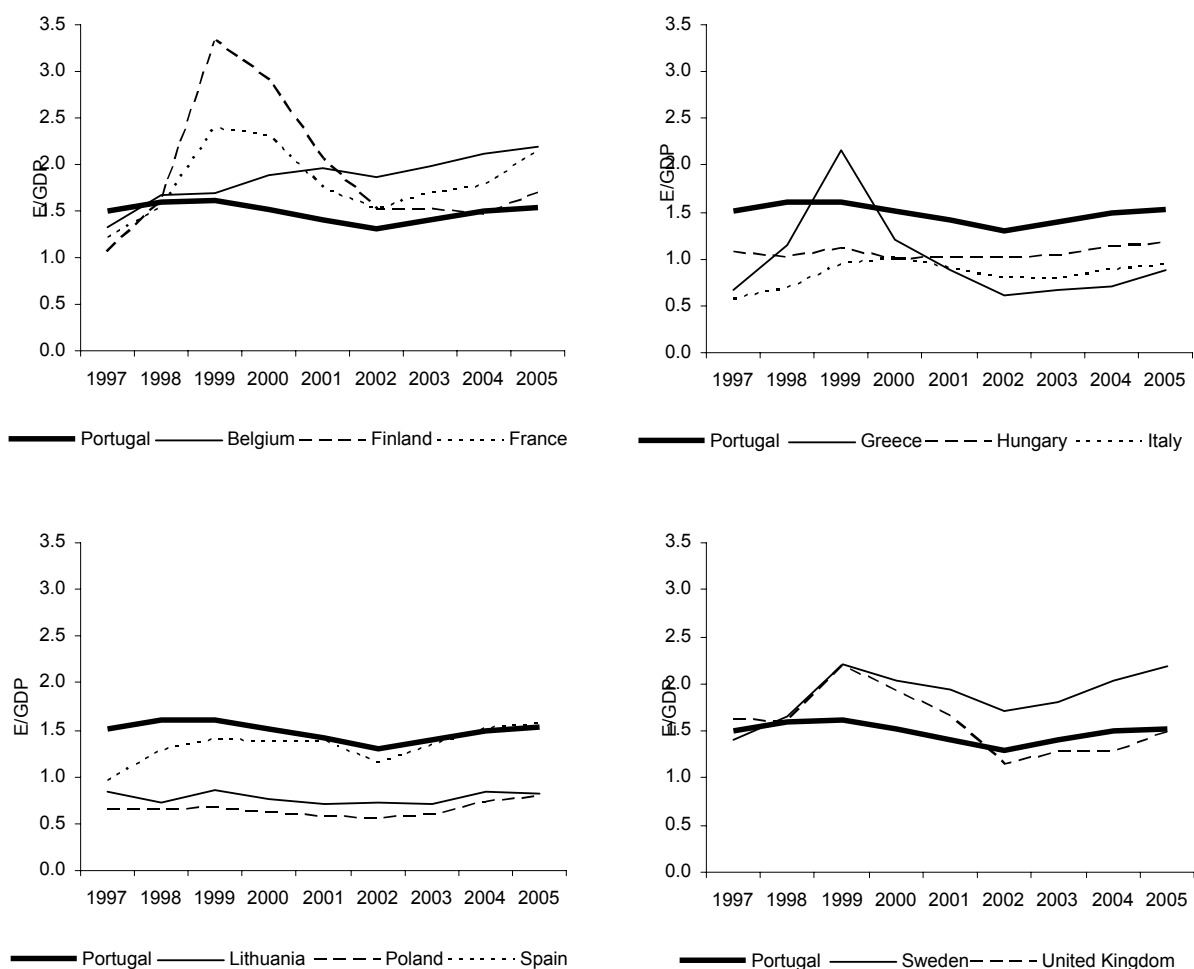 3.5
3.0
2.5
2.0
1.5
1.0
0.5
0.0
E/GDP
1997 1998 1999 2000 2001 2002 2003 2004 2005
Portugal Belgium Finland France
3.5
3.0
2.5
2.0
1.5
1.0
0.5
0.0
E/GDP
1997 1998 1999 2000 2001 2002 2003 2004 2005
Portugal Greece Hungary Italy
3.5
3.0
2.5
2.0
1.5
1.0
0.5
0.0
E/GDP
1997 1998 1999 2000 2001 2002 2003 2004 2005
Portugal Lithuania Poland Spain
3.5
3.0
2.5
2.0
1.5
1.0
0.5
0.0
E/GDP
1997 1998 1999 2000 2001 2002 2003 2004 2005
Portugal Sweden United Kingdom